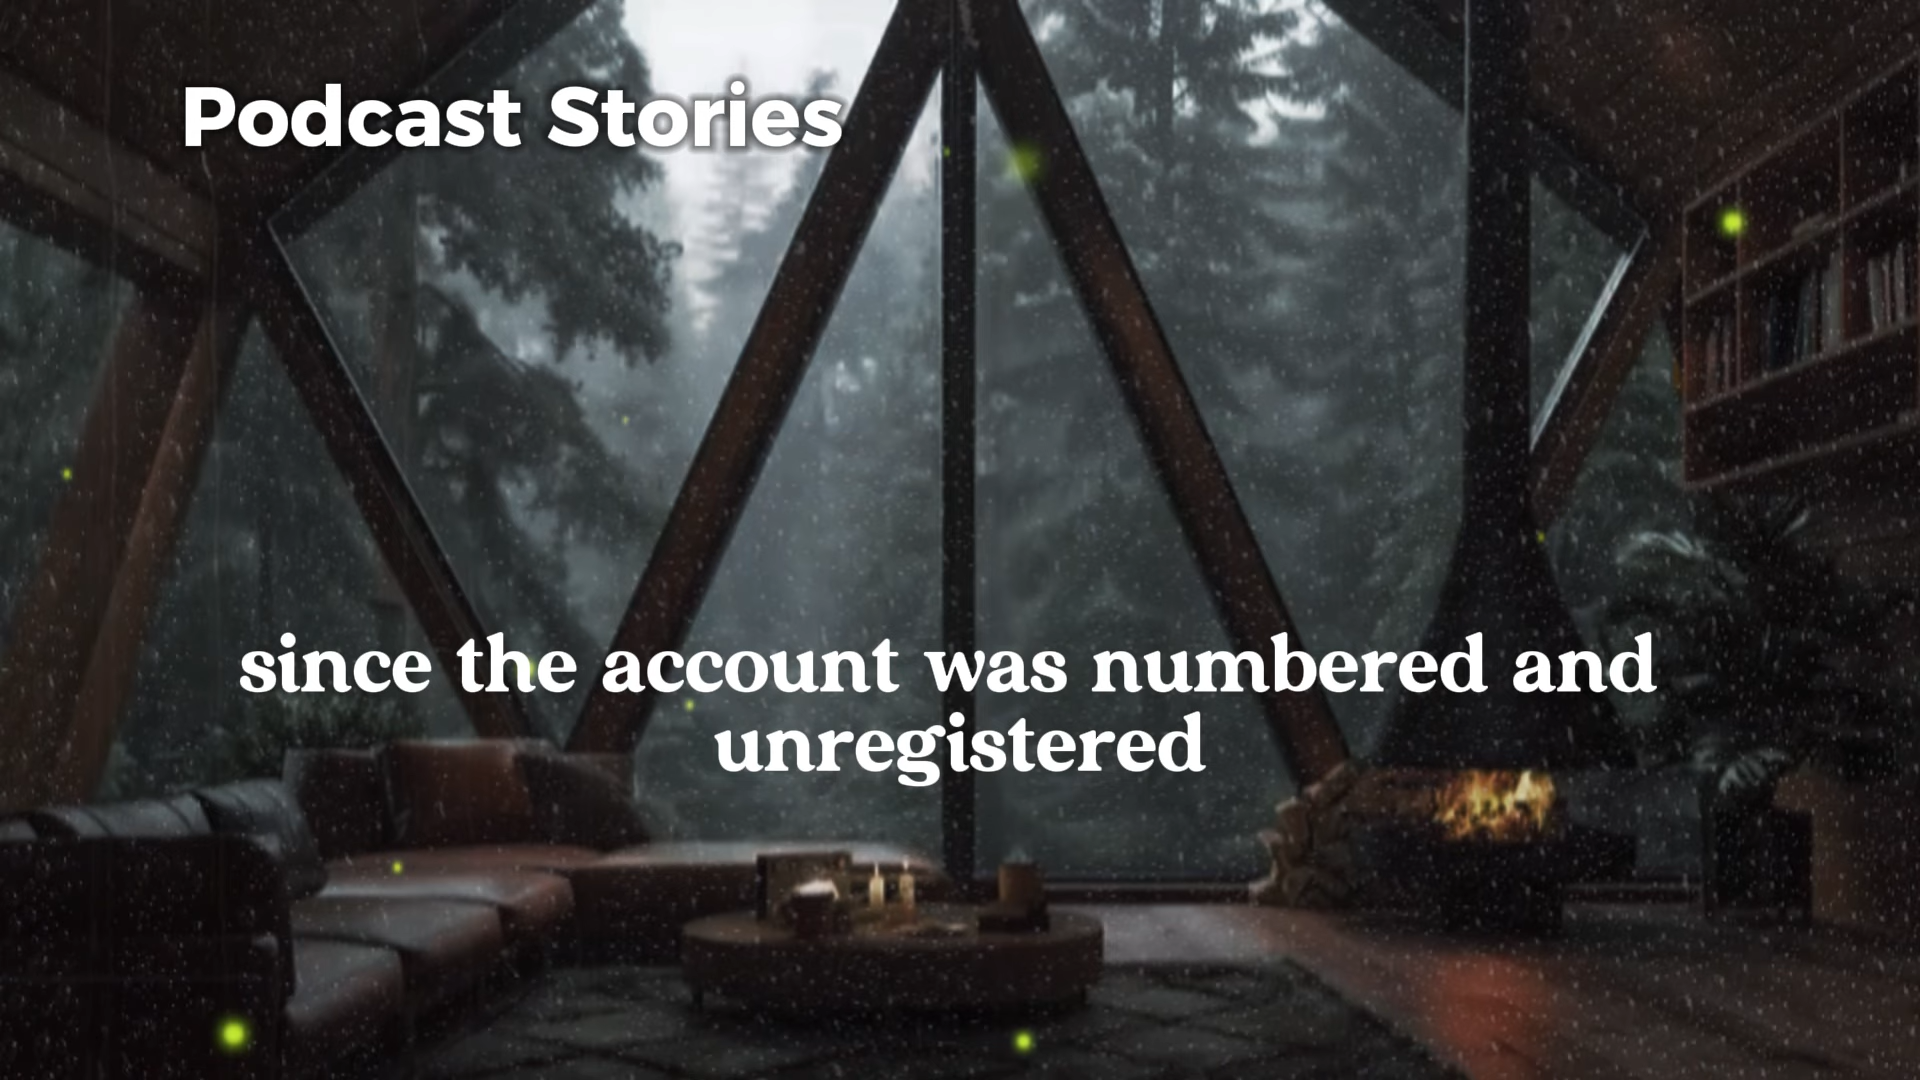 Podcast Stories
since the account was numbered and
unregistered